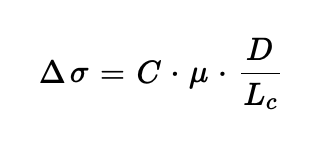 Δσ = C · μ · D / L_c